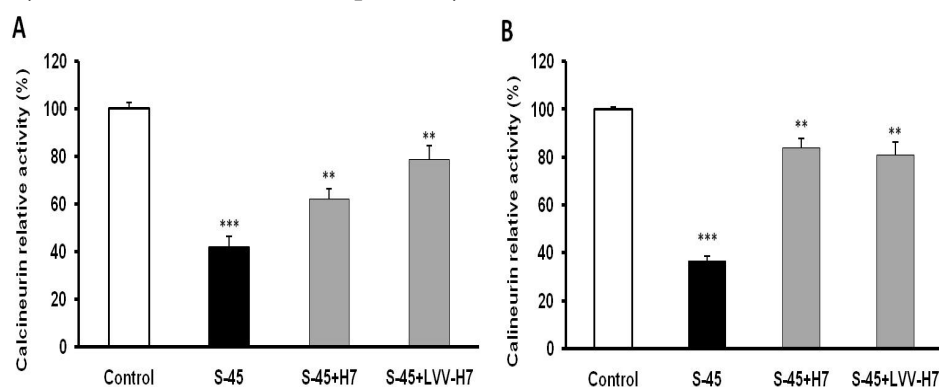 A
Calcineurin relative activity (%)
120
100
80
60
40
20
0
***
**
**
Control
S-45
S-45+H7
S-45+LVV-H7
B
Calineurin relative activity (%)
120
100
80
60
40
20
0
***
**
**
Control
S-45
S-45+H7
S-45+LVV-H7